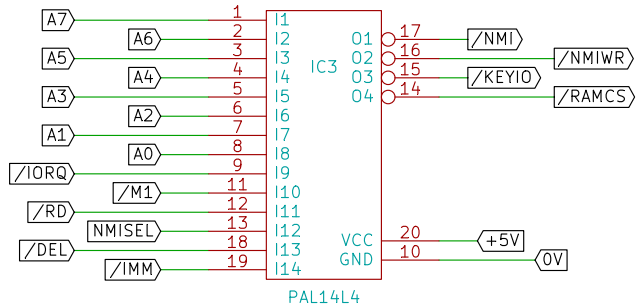 A7 1 I1
A6 2 I2 O1 17 /NMI
A5 3 I3 IC3 O2 16 /NMIWR
A4 4 I4 O3 15 /KEYIO
A3 5 I5 O4 14 /RAMCS
A2 6 I6
A1 7 I7
A0 8 I8
/IORQ 9 I9
/M1 11 I10
/RD 12 I11
NMISEL 13 I12 VCC 20 +5V
/DEL 18 I13 GND 10 0V
/IMM 19 I14
PAL14L4